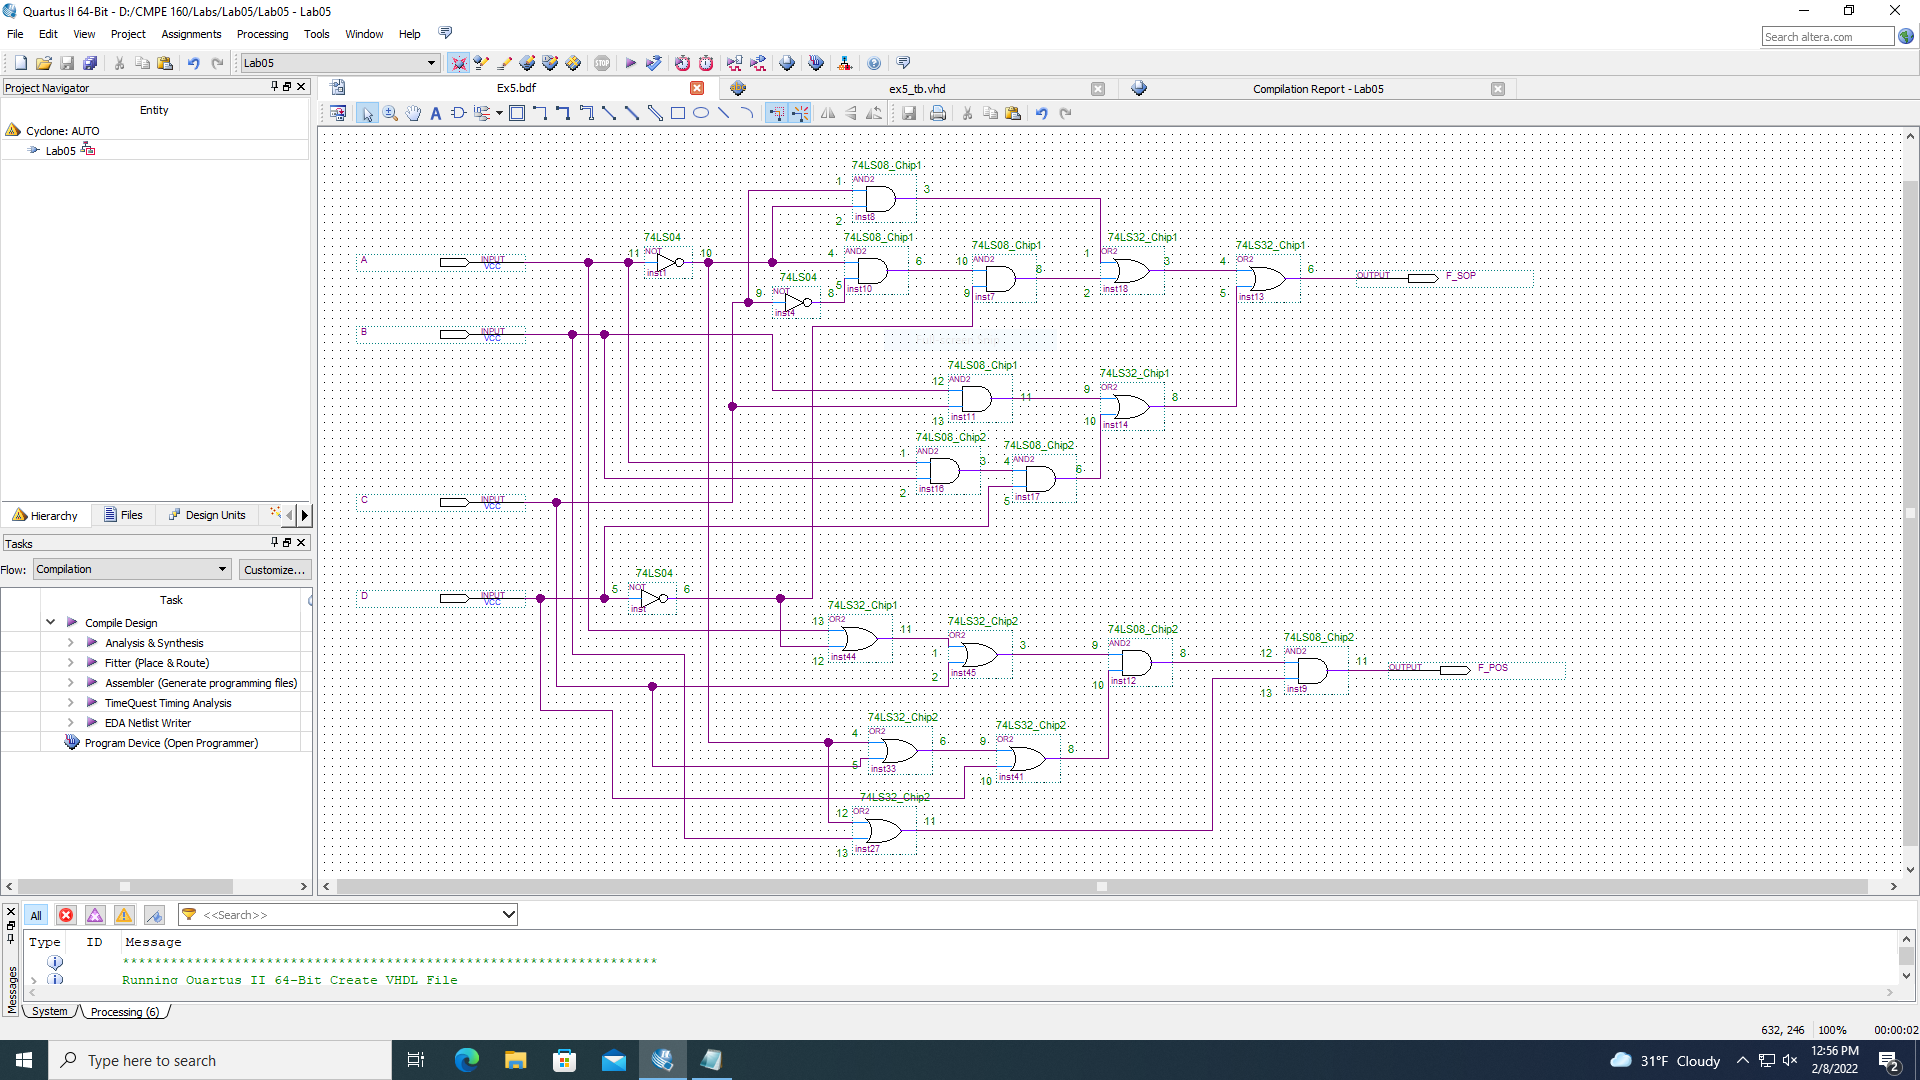 Quartus II 64-Bit - D:/CMPE 160/Labs/Lab05/Lab05 - Lab05
File Edit View Project Assignments Processing Tools Window Help
Search altera.com
Lab05
Project Navigator
Entity
Cyclone: AUTO
Lab05
Hierarchy Files Design Units
Tasks
Flow: Compilation Customize...
Task
Compile Design
Analysis & Synthesis
Fitter (Place & Route)
Assembler (Generate programming files)
TimeQuest Timing Analysis
EDA Netlist Writer
Program Device (Open Programmer)
Ex5.bdf ex5_tb.vhd Compilation Report - Lab05
74LS08_Chip1
1 AND2 3
2 inst8
74LS04 74LS08_Chip1 74LS08_Chip1 74LS32_Chip1 74LS32_Chip1
A INPUT VCC
11 NOT 10
inst1
4 AND2 6
5 inst10
10 AND2 8
9 inst7
1 OR2 3
2 inst18
4 OR2 6
5 inst13
OUTPUT F_SOP
74LS04
9 NOT 8
inst4
B INPUT VCC
74LS08_Chip1 74LS32_Chip1
12 AND2 11
13 inst11
9 OR2 8
10 inst14
74LS08_Chip2 74LS08_Chip2
1 AND2 3
2 inst16
4 AND2 6
5 inst17
C INPUT VCC
74LS04
D INPUT VCC
5 NOT 6
inst
74LS32_Chip1 74LS32_Chip2 74LS08_Chip2 74LS08_Chip2
13 OR2 11
12 inst44
1 OR2 3
2 inst45
9 AND2 8
10 inst12
12 AND2 11
13 inst9
OUTPUT F_POS
74LS32_Chip2 74LS32_Chip2
4 OR2 6
5 inst33
9 OR2 8
10 inst41
74LS32_Chip2
12 OR2 11
13 inst27
All <<Search>>
Type ID Message
Running Quartus II 64-Bit Create VHDL File
Messages
System Processing (6)
632, 246 100% 00:00:02
Type here to search
31°F Cloudy
12:56 PM
2/8/2022
2